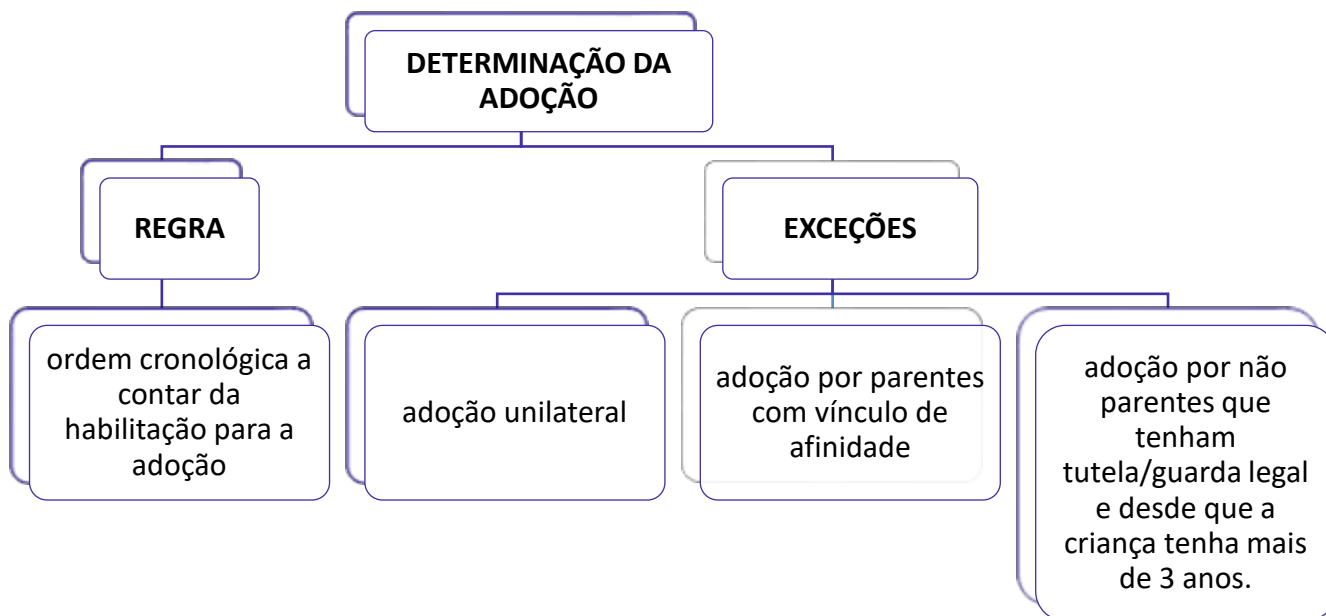 DETERMINAÇÃO DA
ADOÇÃO
REGRA
EXCEÇÕES
ordem cronológica a
contar da
habilitação para a
adoção
adoção unilateral
adoção por parentes
com vínculo de
afinidade
adoção por não
parentes que
tenham
tutela/guarda legal
e desde que a
criança tenha mais
de 3 anos.